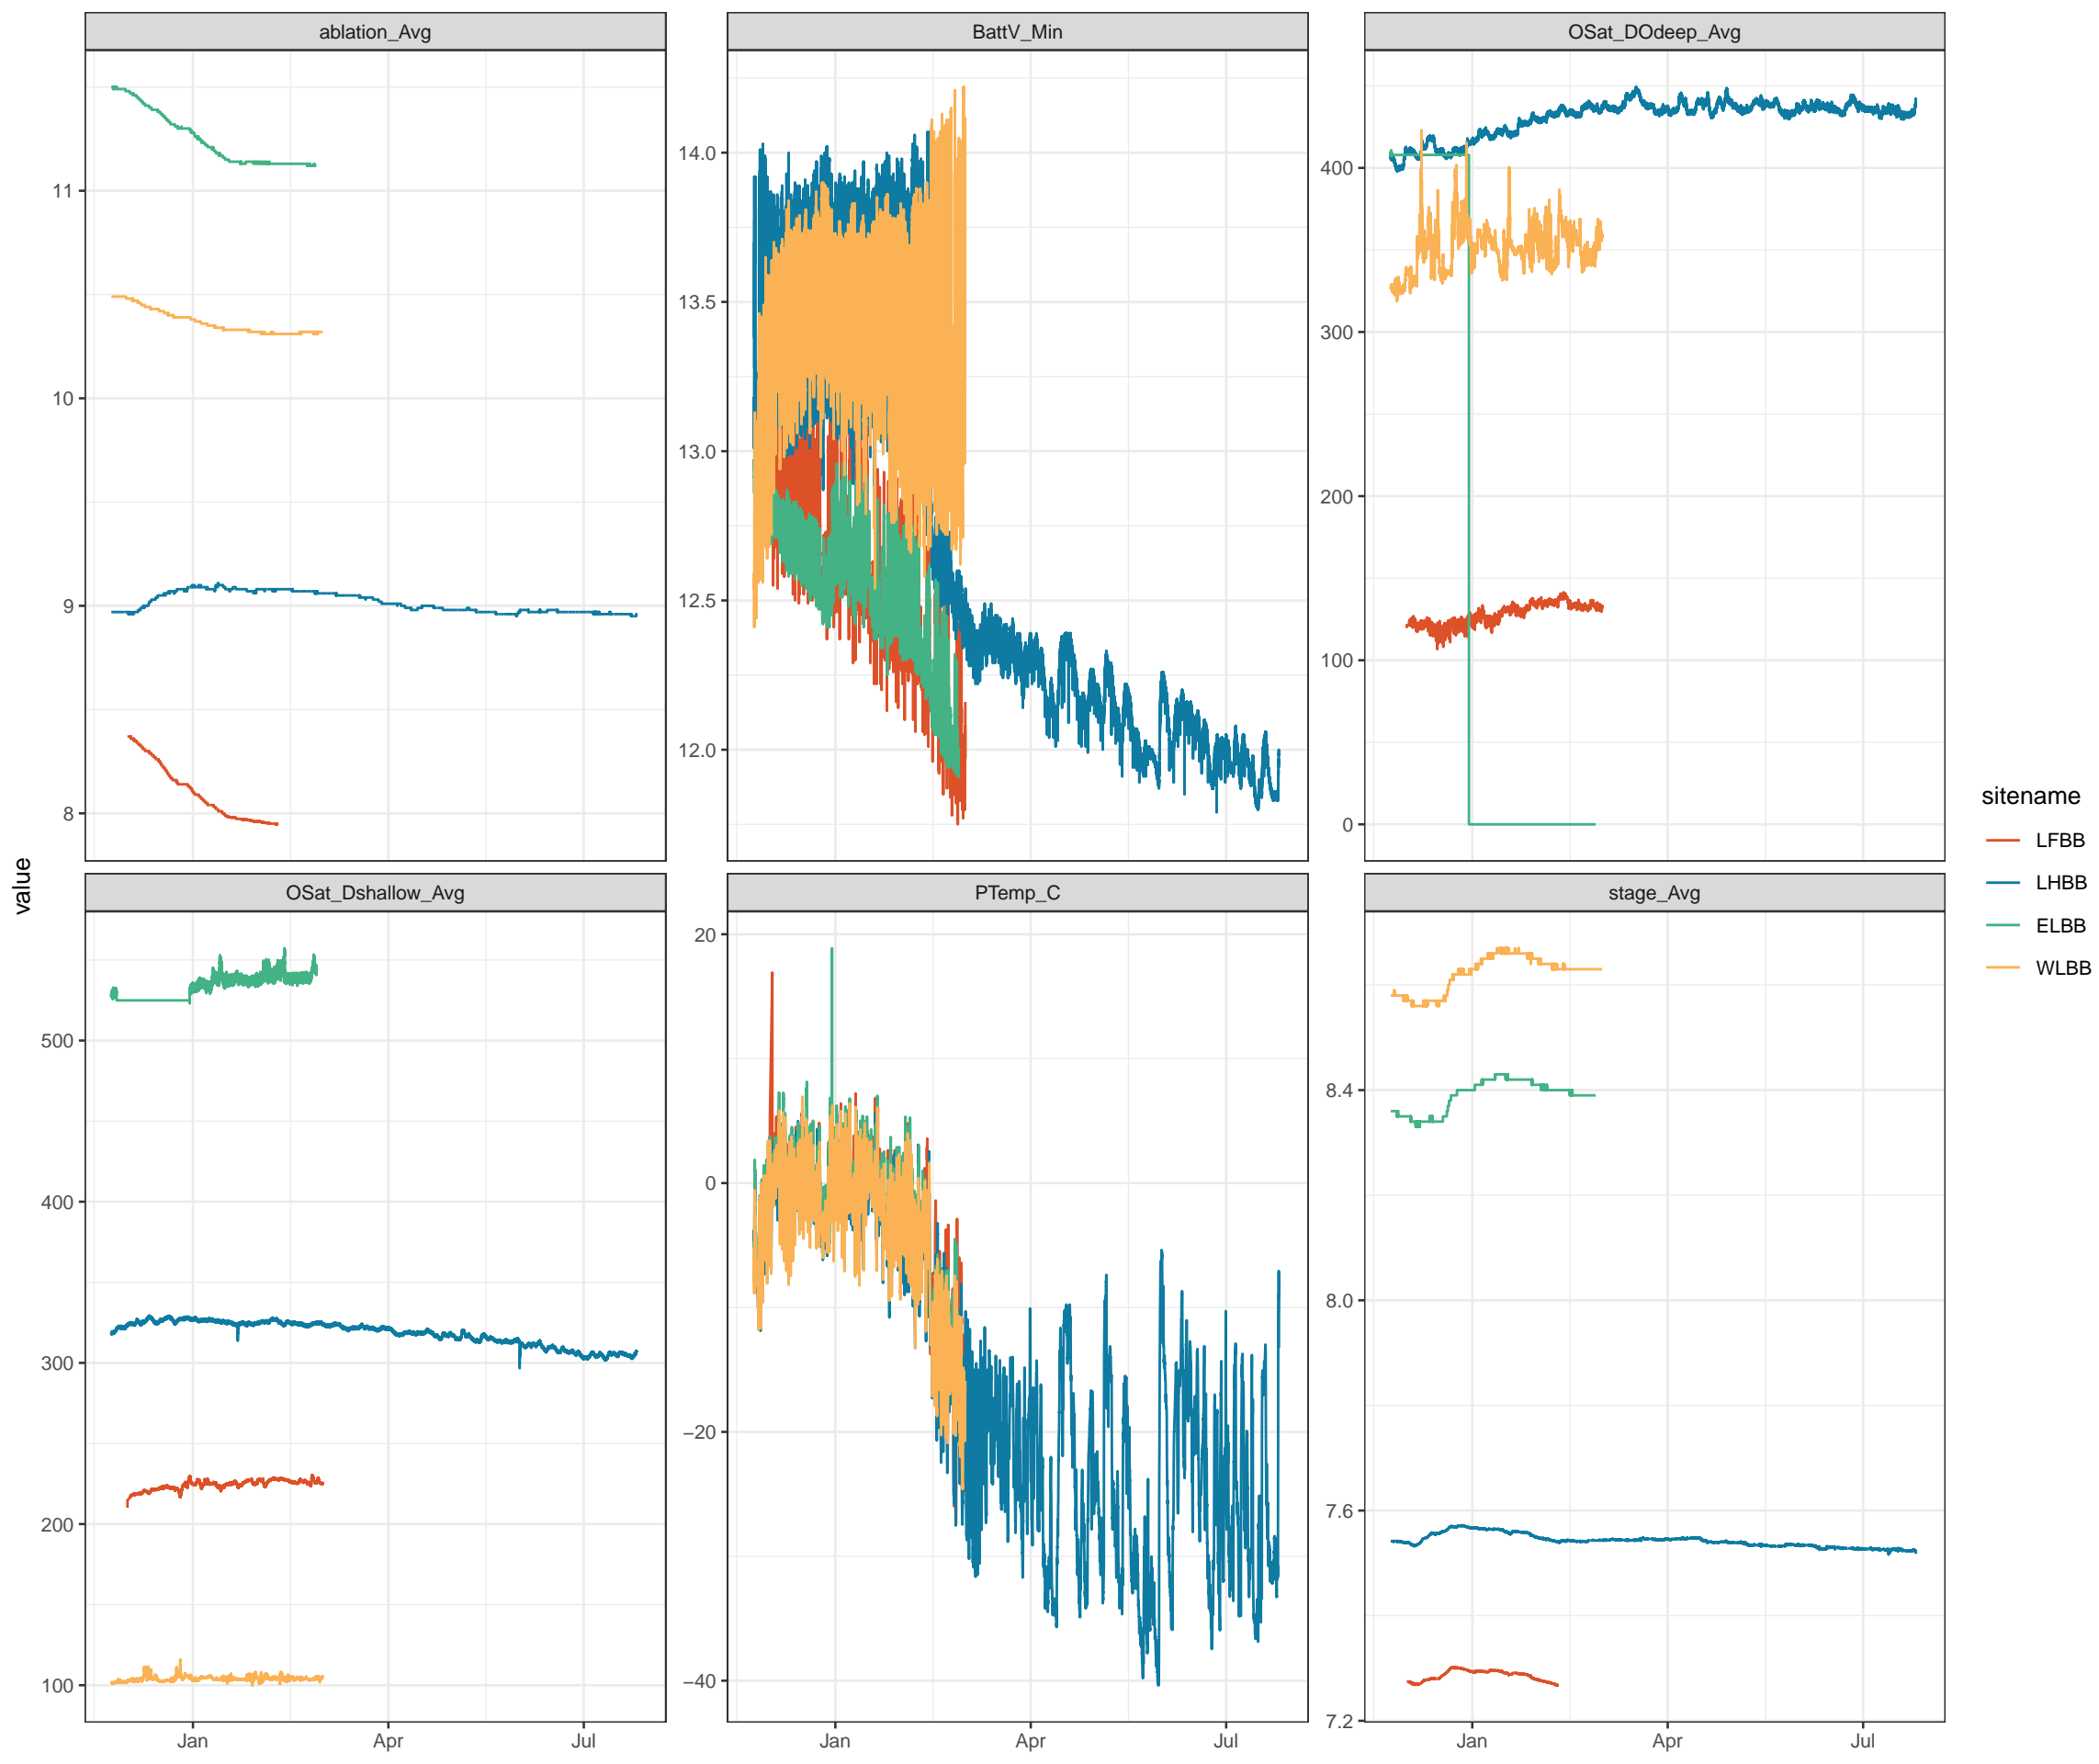 ablation_Avg
BattV_Min
OSat_DOdeep_Avg
11
10
9
8
14.0
13.5
13.0
12.5
12.0
400
300
200
100
0
value
OSat_Dshallow_Avg
PTemp_C
stage_Avg
500
400
300
200
100
20
0
−20
−40
8.4
8.0
7.6
7.2
Jan Apr Jul
Jan Apr Jul
Jan Apr Jul
sitename
LFBB
LHBB
ELBB
WLBB